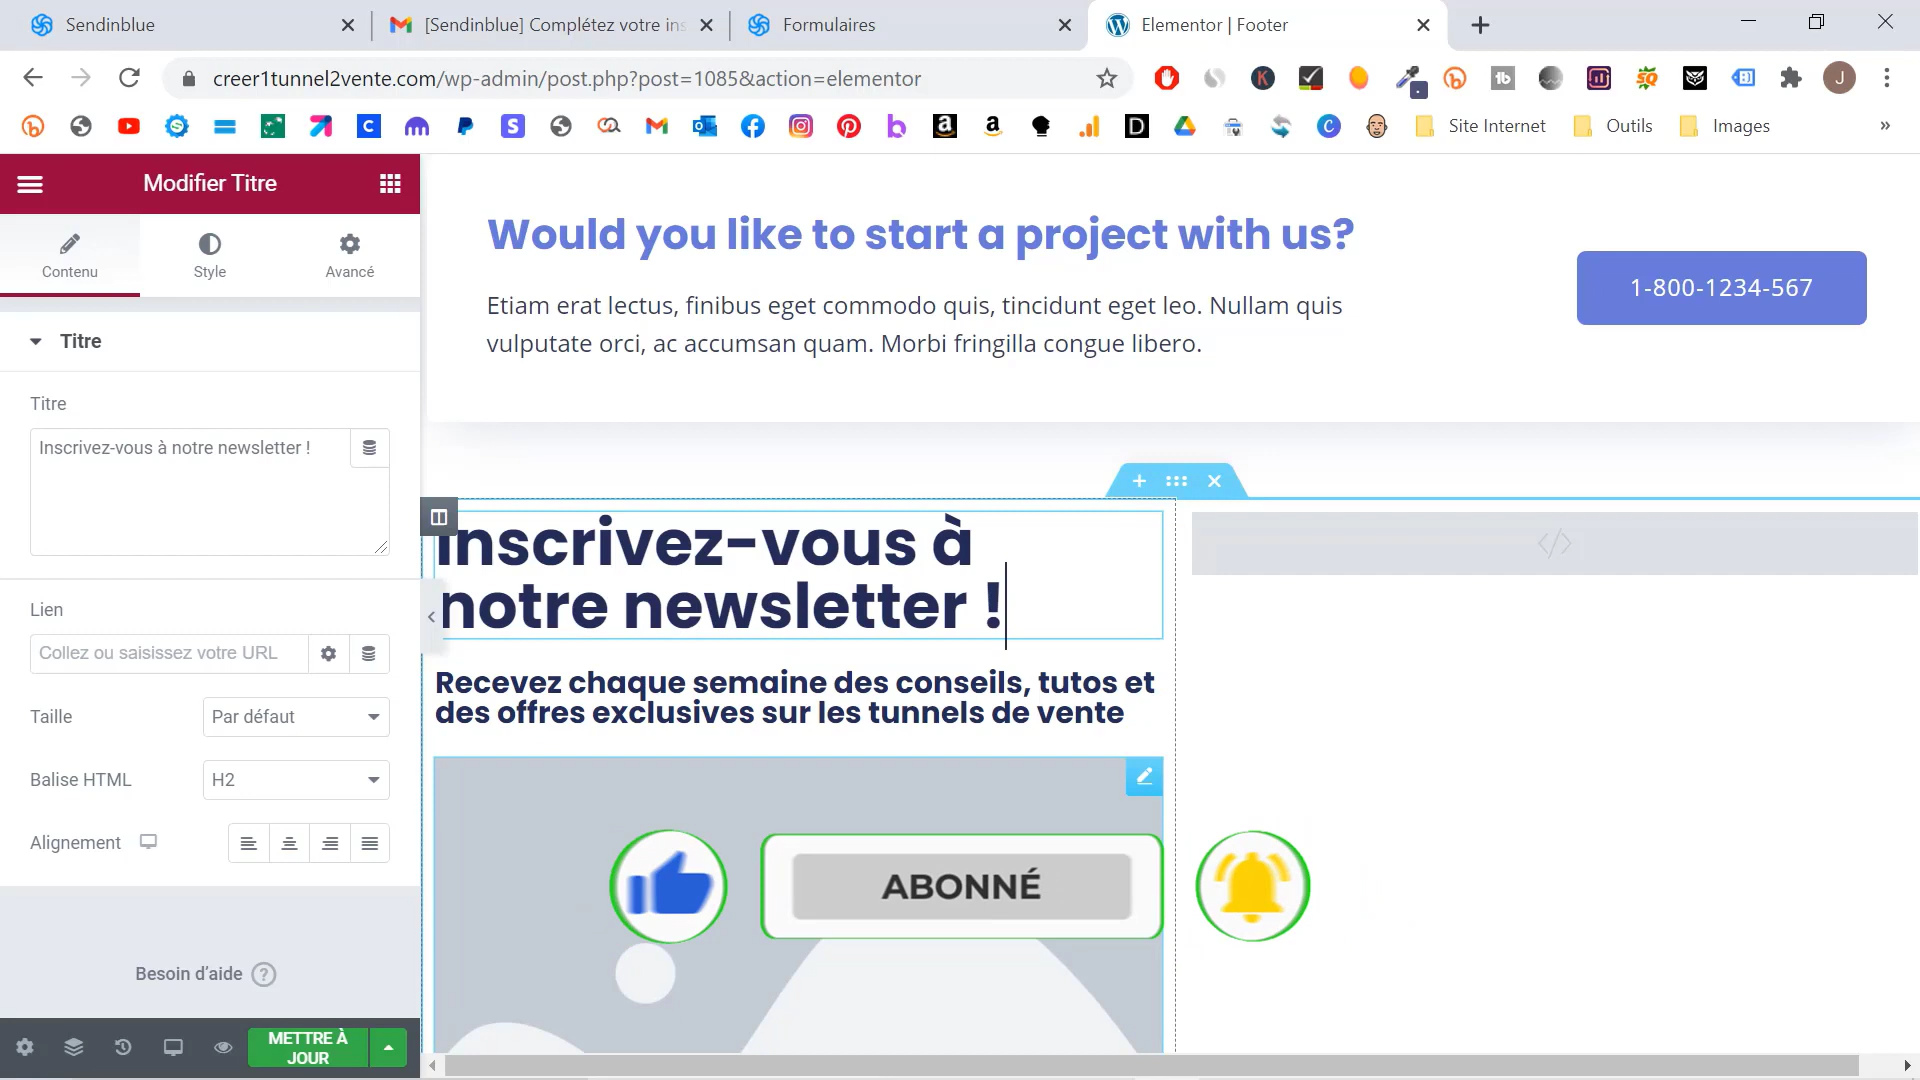 Sendinblue
[Sendinblue] Complétez votre ins
Formulaires
Elementor | Footer
creer1tunnel2vente.com/wp-admin/post.php?post=1085&action=elementor
Site Internet
Outils
Images
»
Modifier Titre
Contenu
Style
Avancé
Titre
Titre
Inscrivez-vous à notre newsletter !
Lien
Collez ou saisissez votre URL
Taille
Par défaut
Balise HTML
H2
Alignement
Besoin d'aide ?
METTRE À
JOUR
Would you like to start a project with us?
Etiam erat lectus, finibus eget commodo quis, tincidunt eget leo. Nullam quis
vulputate orci, ac accumsan quam. Morbi fringilla congue libero.
1-800-1234-567
Inscrivez-vous à
notre newsletter !
Recevez chaque semaine des conseils, tutos et
des offres exclusives sur les tunnels de vente
ABONNÉ